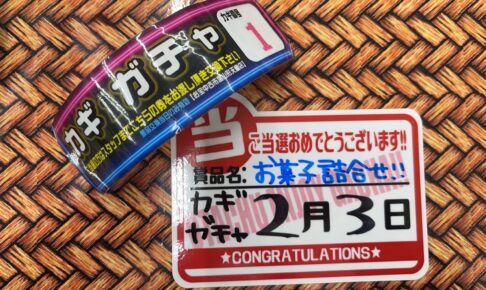 カギ ガチャ
カギ番号
1
当
ご当選おめでとうございます!!
賞品名:お菓子詰合せ!!
カギ
ガチャ 2月3日
★CONGRATULATIONS★